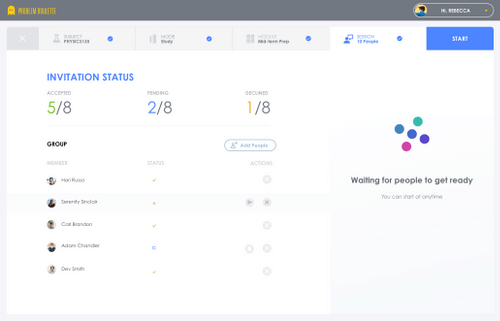 PROBLEM ROULETTE
HI, REBECCA
SUBJECT
PHYSICS135
MODE
Study
MODULE
Mid-term Prep
SESSION
10 People
START
INVITATION STATUS
ACCEPTED
PENDING
DECLINED
5/8
2/8
1/8
GROUP
Add People
MEMBER
STATUS
ACTIONS
Hari Russo
Serenity Sinclair
Carl Brandon
Adam Chandler
Dev Smith
Waiting for people to get ready
You can start at anytime